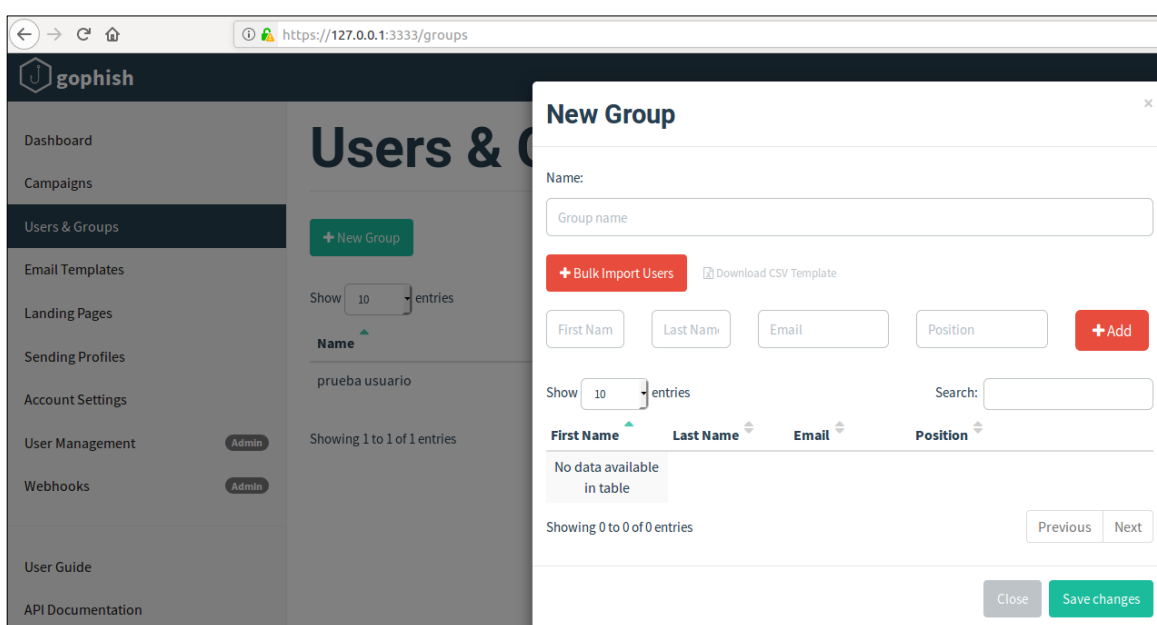 https://127.0.0.1:3333/groups
gophish
Dashboard
Campaigns
Users & Groups
Email Templates
Landing Pages
Sending Profiles
Account Settings
User Management Admin
Webhooks Admin
User Guide
API Documentation
Users &
New Group
Show 10 entries
Name
prueba usuario
Showing 1 to 1 of 1 entries
New Group
×
Name:
Group name
Bulk Import Users Download CSV Template
First Nam Last Nam Email Position Add
Show 10 entries Search:
First Name Last Name Email Position
No data available
in table
Showing 0 to 0 of 0 entries
Previous Next
Close Save changes